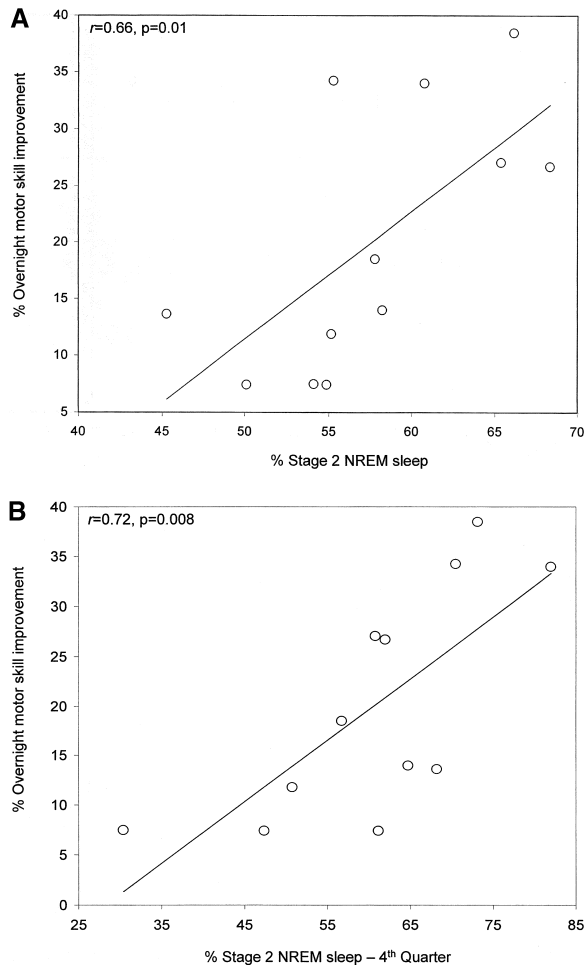 A
r=0.66, p=0.01
% Overnight motor skill improvement
40
35
30
25
20
15
10
5
40 45 50 55 60 65 70
% Stage 2 NREM sleep
B
r=0.72, p=0.008
% Overnight motor skill improvement
40
35
30
25
20
15
10
5
0
25 35 45 55 65 75 85
% Stage 2 NREM sleep – 4th Quarter